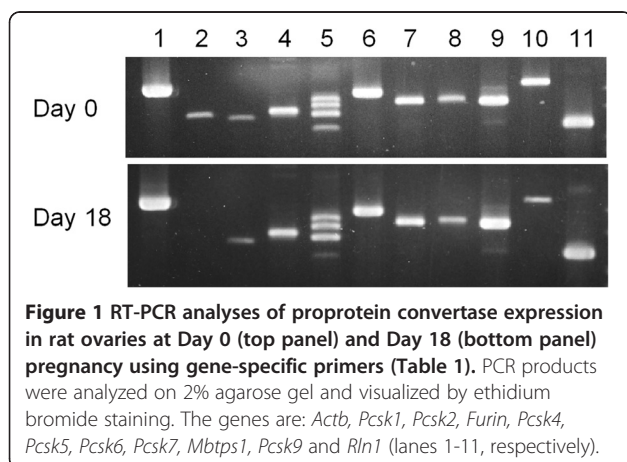 1 2 3 4 5 6 7 8 9 10 11
Day 0
Day 18
Figure 1 RT-PCR analyses of proprotein convertase expression
in rat ovaries at Day 0 (top panel) and Day 18 (bottom panel)
pregnancy using gene-specific primers (Table 1). PCR products
were analyzed on 2% agarose gel and visualized by ethidium
bromide staining. The genes are: Actb, Pcsk1, Pcsk2, Furin, Pcsk4,
Pcsk5, Pcsk6, Pcsk7, Mbtps1, Pcsk9 and Rln1 (lanes 1-11, respectively).